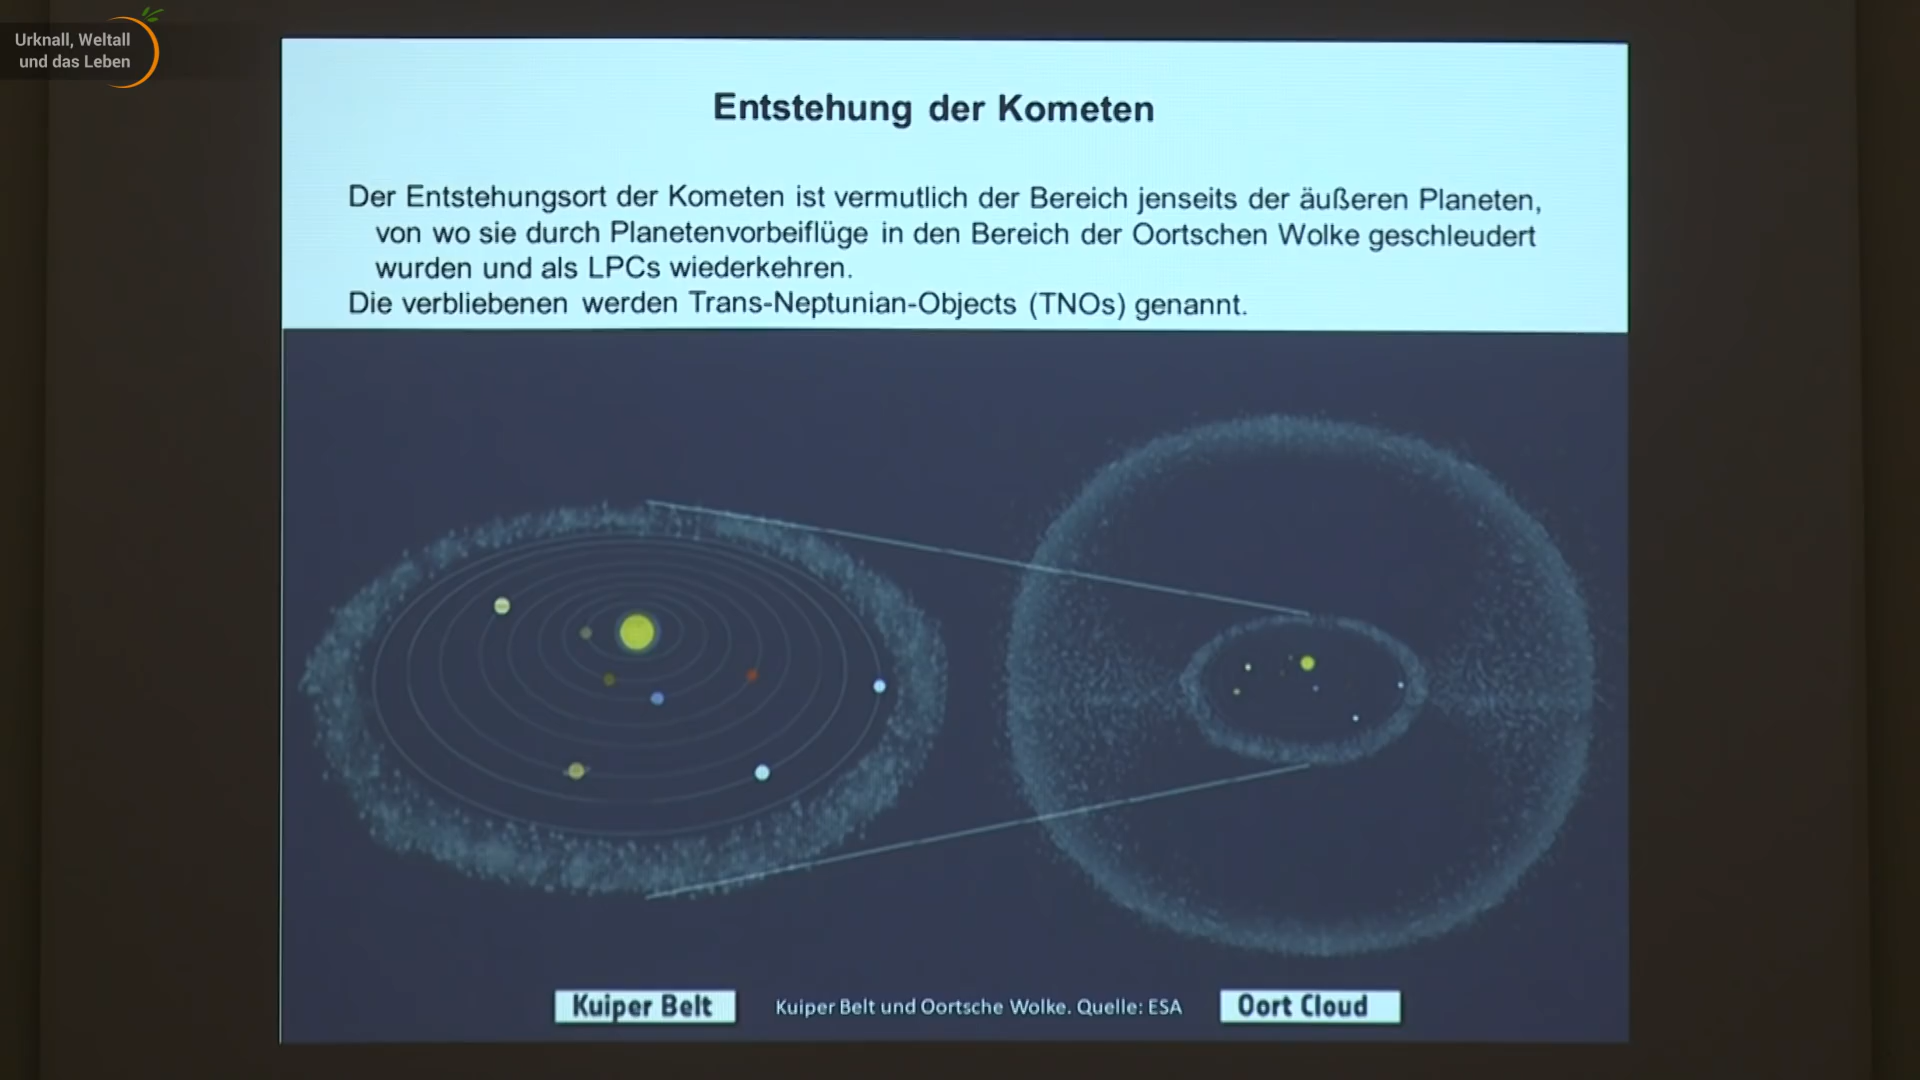 Urknall, Weltall
und das Leben
Entstehung der Kometen
Der Entstehungsort der Kometen ist vermutlich der Bereich jenseits der äußeren Planeten,
von wo sie durch Planetenvorbeiflüge in den Bereich der Oortschen Wolke geschleudert
wurden und als LPCs wiederkehren.
Die verbliebenen werden Trans-Neptunian-Objects (TNOs) genannt.
Kuiper Belt
Kuiper Belt und Oortsche Wolke. Quelle: ESA
Oort Cloud